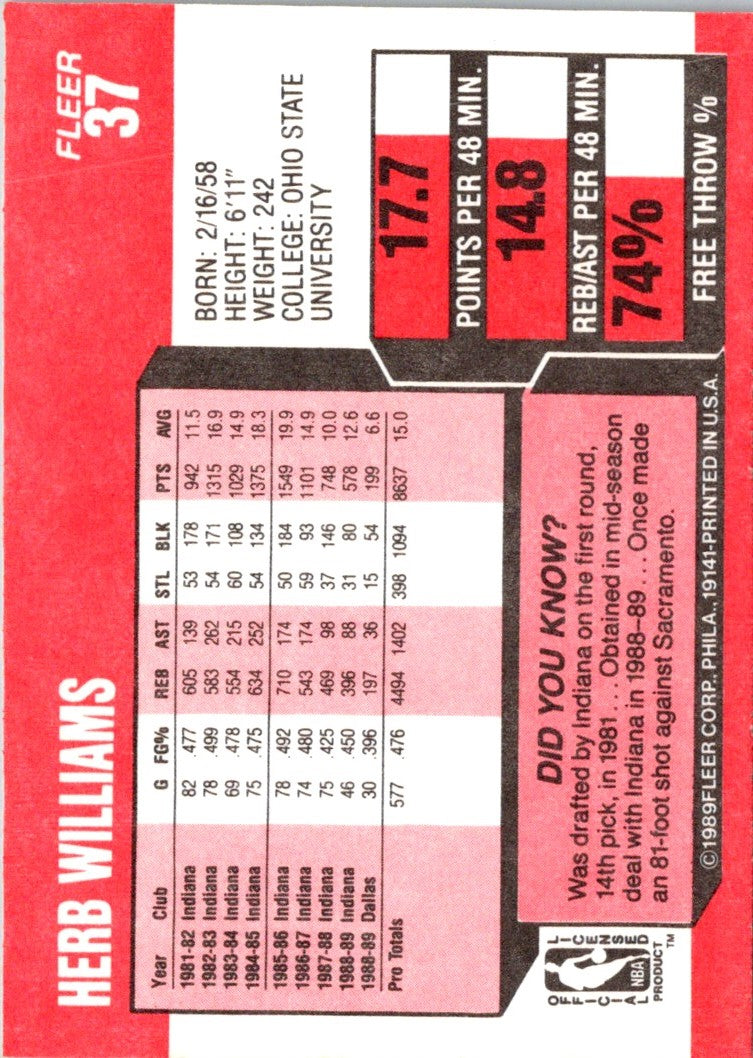 HERB WILLIAMS
FLEER
37
Year Club G FG% REB AST STL BLK PTS AVG
1981-82 Indiana 82 .477 605 139 53 178 942 11.5
1982-83 Indiana 78 .499 583 262 54 171 1315 16.9
1983-84 Indiana 69 .478 554 215 60 108 1029 14.9
1984-85 Indiana 75 .475 634 252 54 134 1375 18.3
1985-86 Indiana 78 .492 710 174 50 184 1549 19.9
1986-87 Indiana 74 .480 543 174 59 93 1101 14.9
1987-88 Indiana 75 .425 469 98 37 146 748 10.0
1988-89 Indiana 46 .450 396 88 31 80 578 12.6
1988-89 Dallas 30 .396 197 36 15 54 199 6.6
Pro Totals 577 .476 4494 1402 398 1094 8637 15.0
BORN: 2/16/58
HEIGHT: 6'11"
WEIGHT: 242
COLLEGE: OHIO STATE
UNIVERSITY
17.7
POINTS PER 48 MIN.
14.8
REB/AST PER 48 MIN.
74%
FREE THROW %
DID YOU KNOW?
Was drafted by Indiana on the first round,
14th pick, in 1981 . . . Obtained in mid-season
deal with Indiana in 1988-89 . . . Once made
an 81-foot shot against Sacramento.
OFFICIAL LICENSED
NBA
PRODUCT™
©1989 FLEER CORP., PHILA., 19141-PRINTED IN U.S.A.